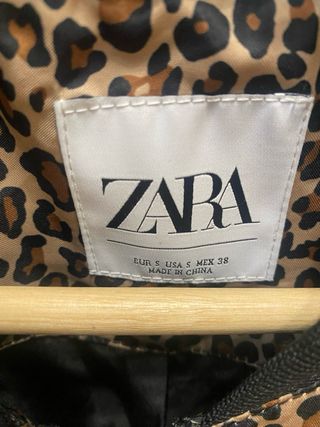 ZARA
EUR S USA S MEX 38
MADE IN CHINA